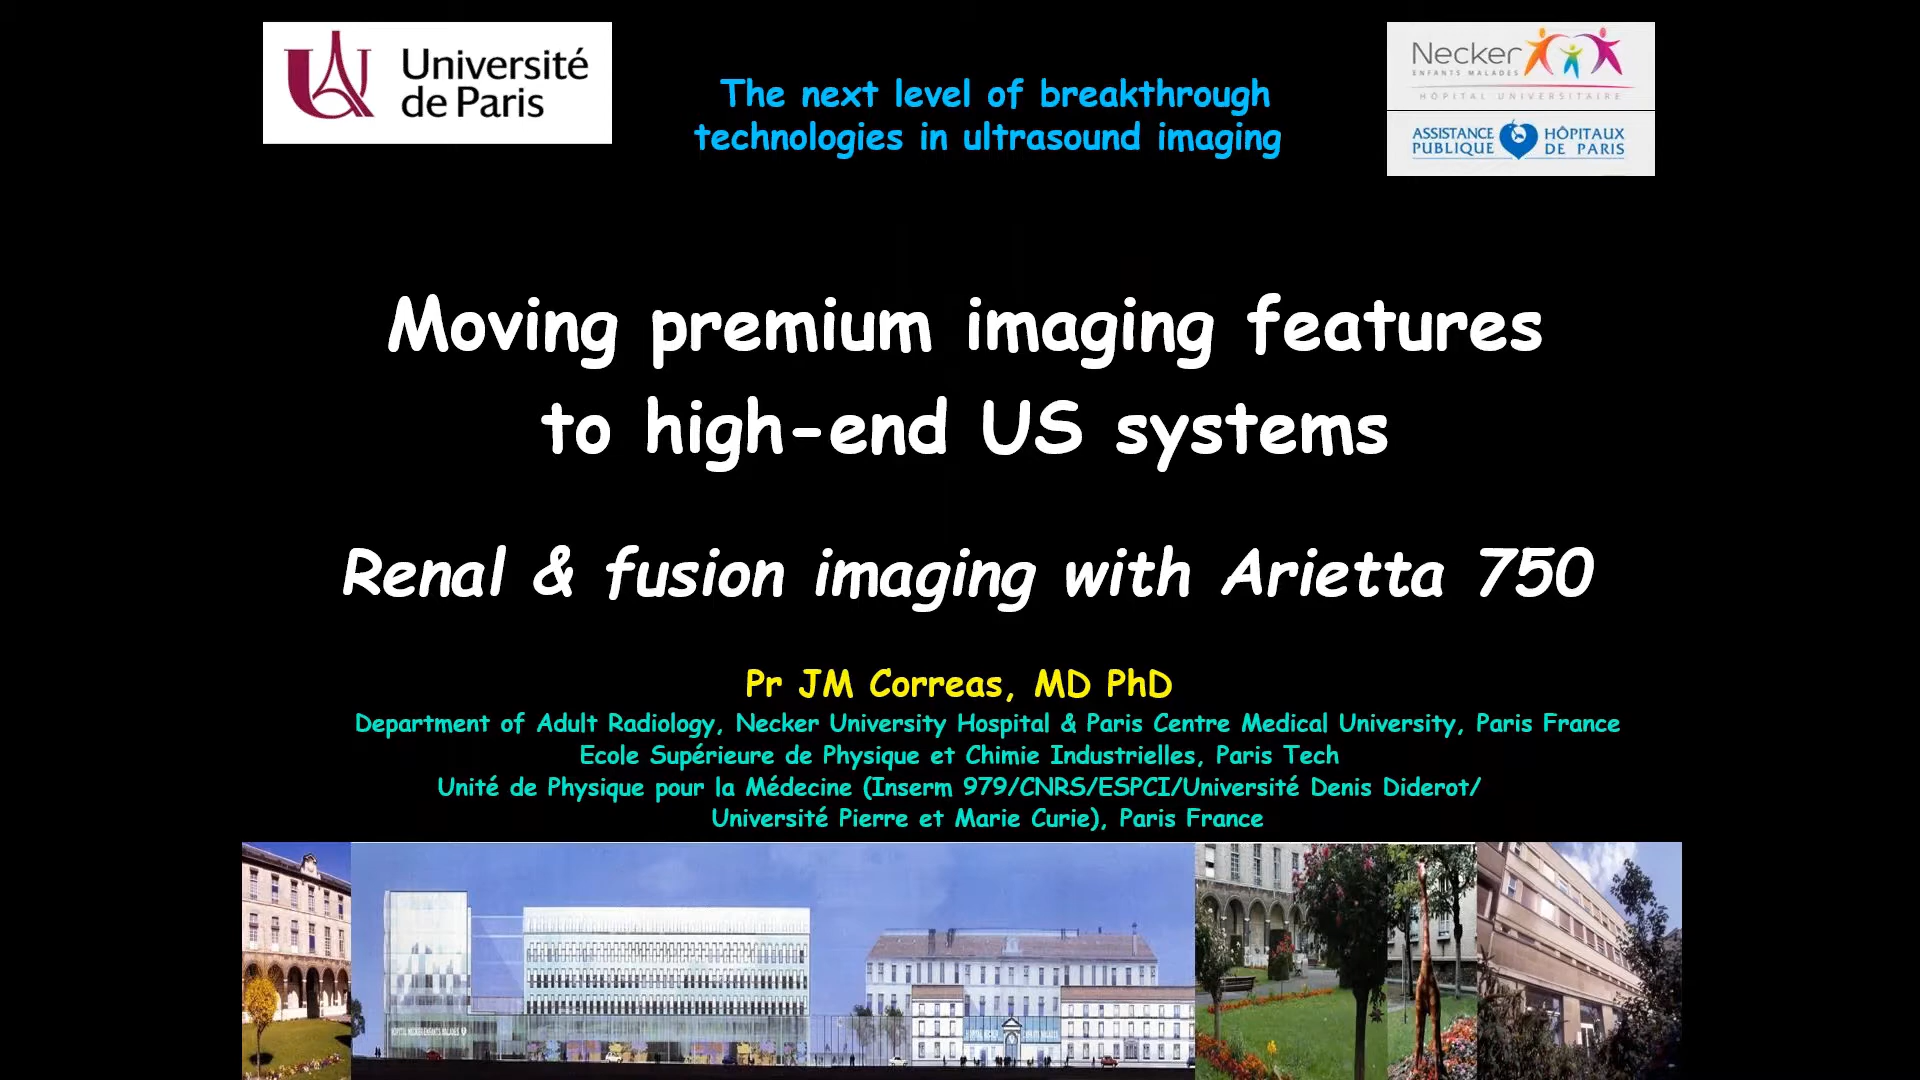 Université
de Paris
The next level of breakthrough
technologies in ultrasound imaging
Necker
ENFANTS MALADES
HÔPITAL UNIVERSITAIRE
ASSISTANCE HÔPITAUX
PUBLIQUE DE PARIS
Moving premium imaging features
to high-end US systems
Renal & fusion imaging with Arietta 750
Pr JM Correas, MD PhD
Department of Adult Radiology, Necker University Hospital & Paris Centre Medical University, Paris France
Ecole Supérieure de Physique et Chimie Industrielles, Paris Tech
Unité de Physique pour la Médecine (Inserm 979/CNRS/ESPCI/Université Denis Diderot/
Université Pierre et Marie Curie), Paris France
HOPITAL NECKER ENFANTS MALADES